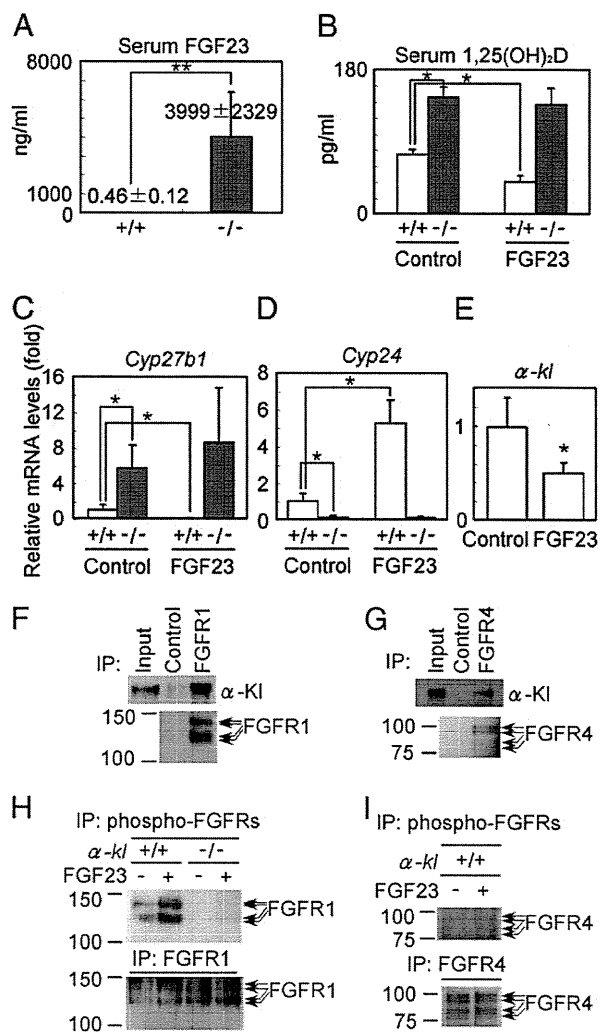 A
Serum FGF23
8000
**
3999±2329
ng/ml
1000
0.46±0.12
0
+/+ -/-
B
Serum 1,25(OH)₂D
180
* *
pg/ml
0
+/+ -/- +/+ -/-
Control FGF23
C
Cyp27b1
Relative mRNA levels (fold)
16
12
8
4
0
*
*
+/+ -/- +/+ -/-
Control FGF23
D
Cyp24
8
6
4
2
0
*
*
+/+ -/- +/+ -/-
Control FGF23
E
α-kl
1
*
0
Control FGF23
F
IP: Input Control FGFR1
α-Kl
150
FGFR1
100
G
IP: Input Control FGFR4
α-Kl
100
FGFR4
75
H
IP: phospho-FGFRs
α-kl +/+ -/-
FGF23 - + - +
150
FGFR1
100
IP: FGFR1
150
FGFR1
100
I
IP: phospho-FGFRs
α-kl +/+
FGF23 - +
100
FGFR4
75
IP: FGFR4
100
FGFR4
75